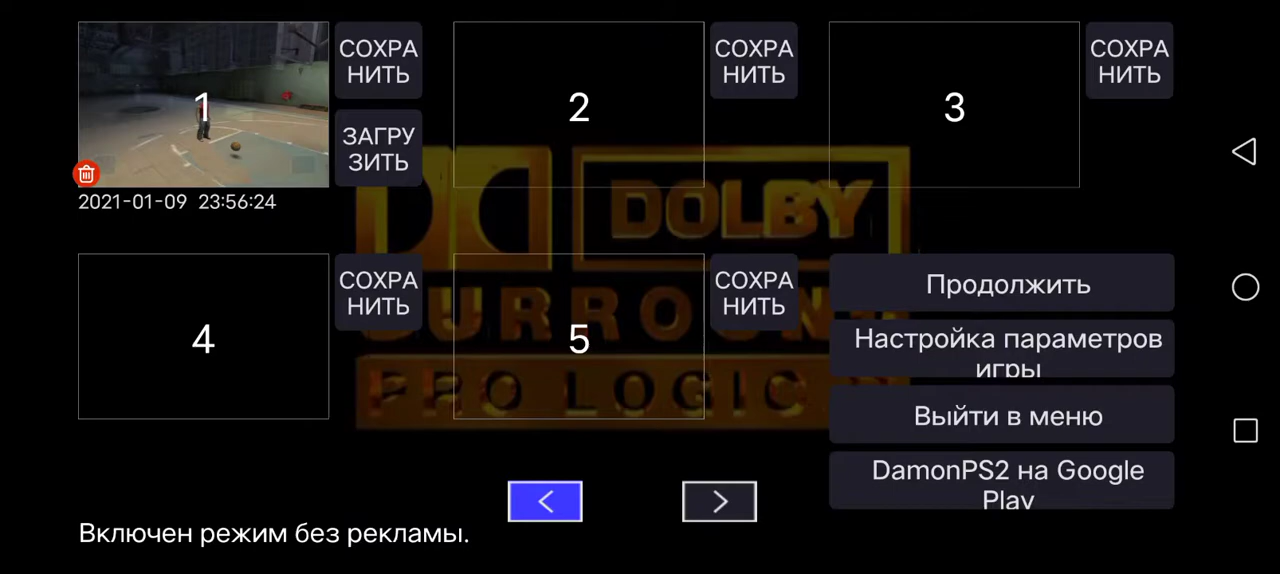 1
СОХРА
НИТЬ
ЗАГРУ
ЗИТЬ
2021-01-09 23:56:24
2
СОХРА
НИТЬ
3
СОХРА
НИТЬ
DOLBY
SURROUND
PRO LOGIC II
4
СОХРА
НИТЬ
5
СОХРА
НИТЬ
Продолжить
Настройка параметров
игры
Выйти в меню
DamonPS2 на Google
Play
<
>
Включен режим без рекламы.